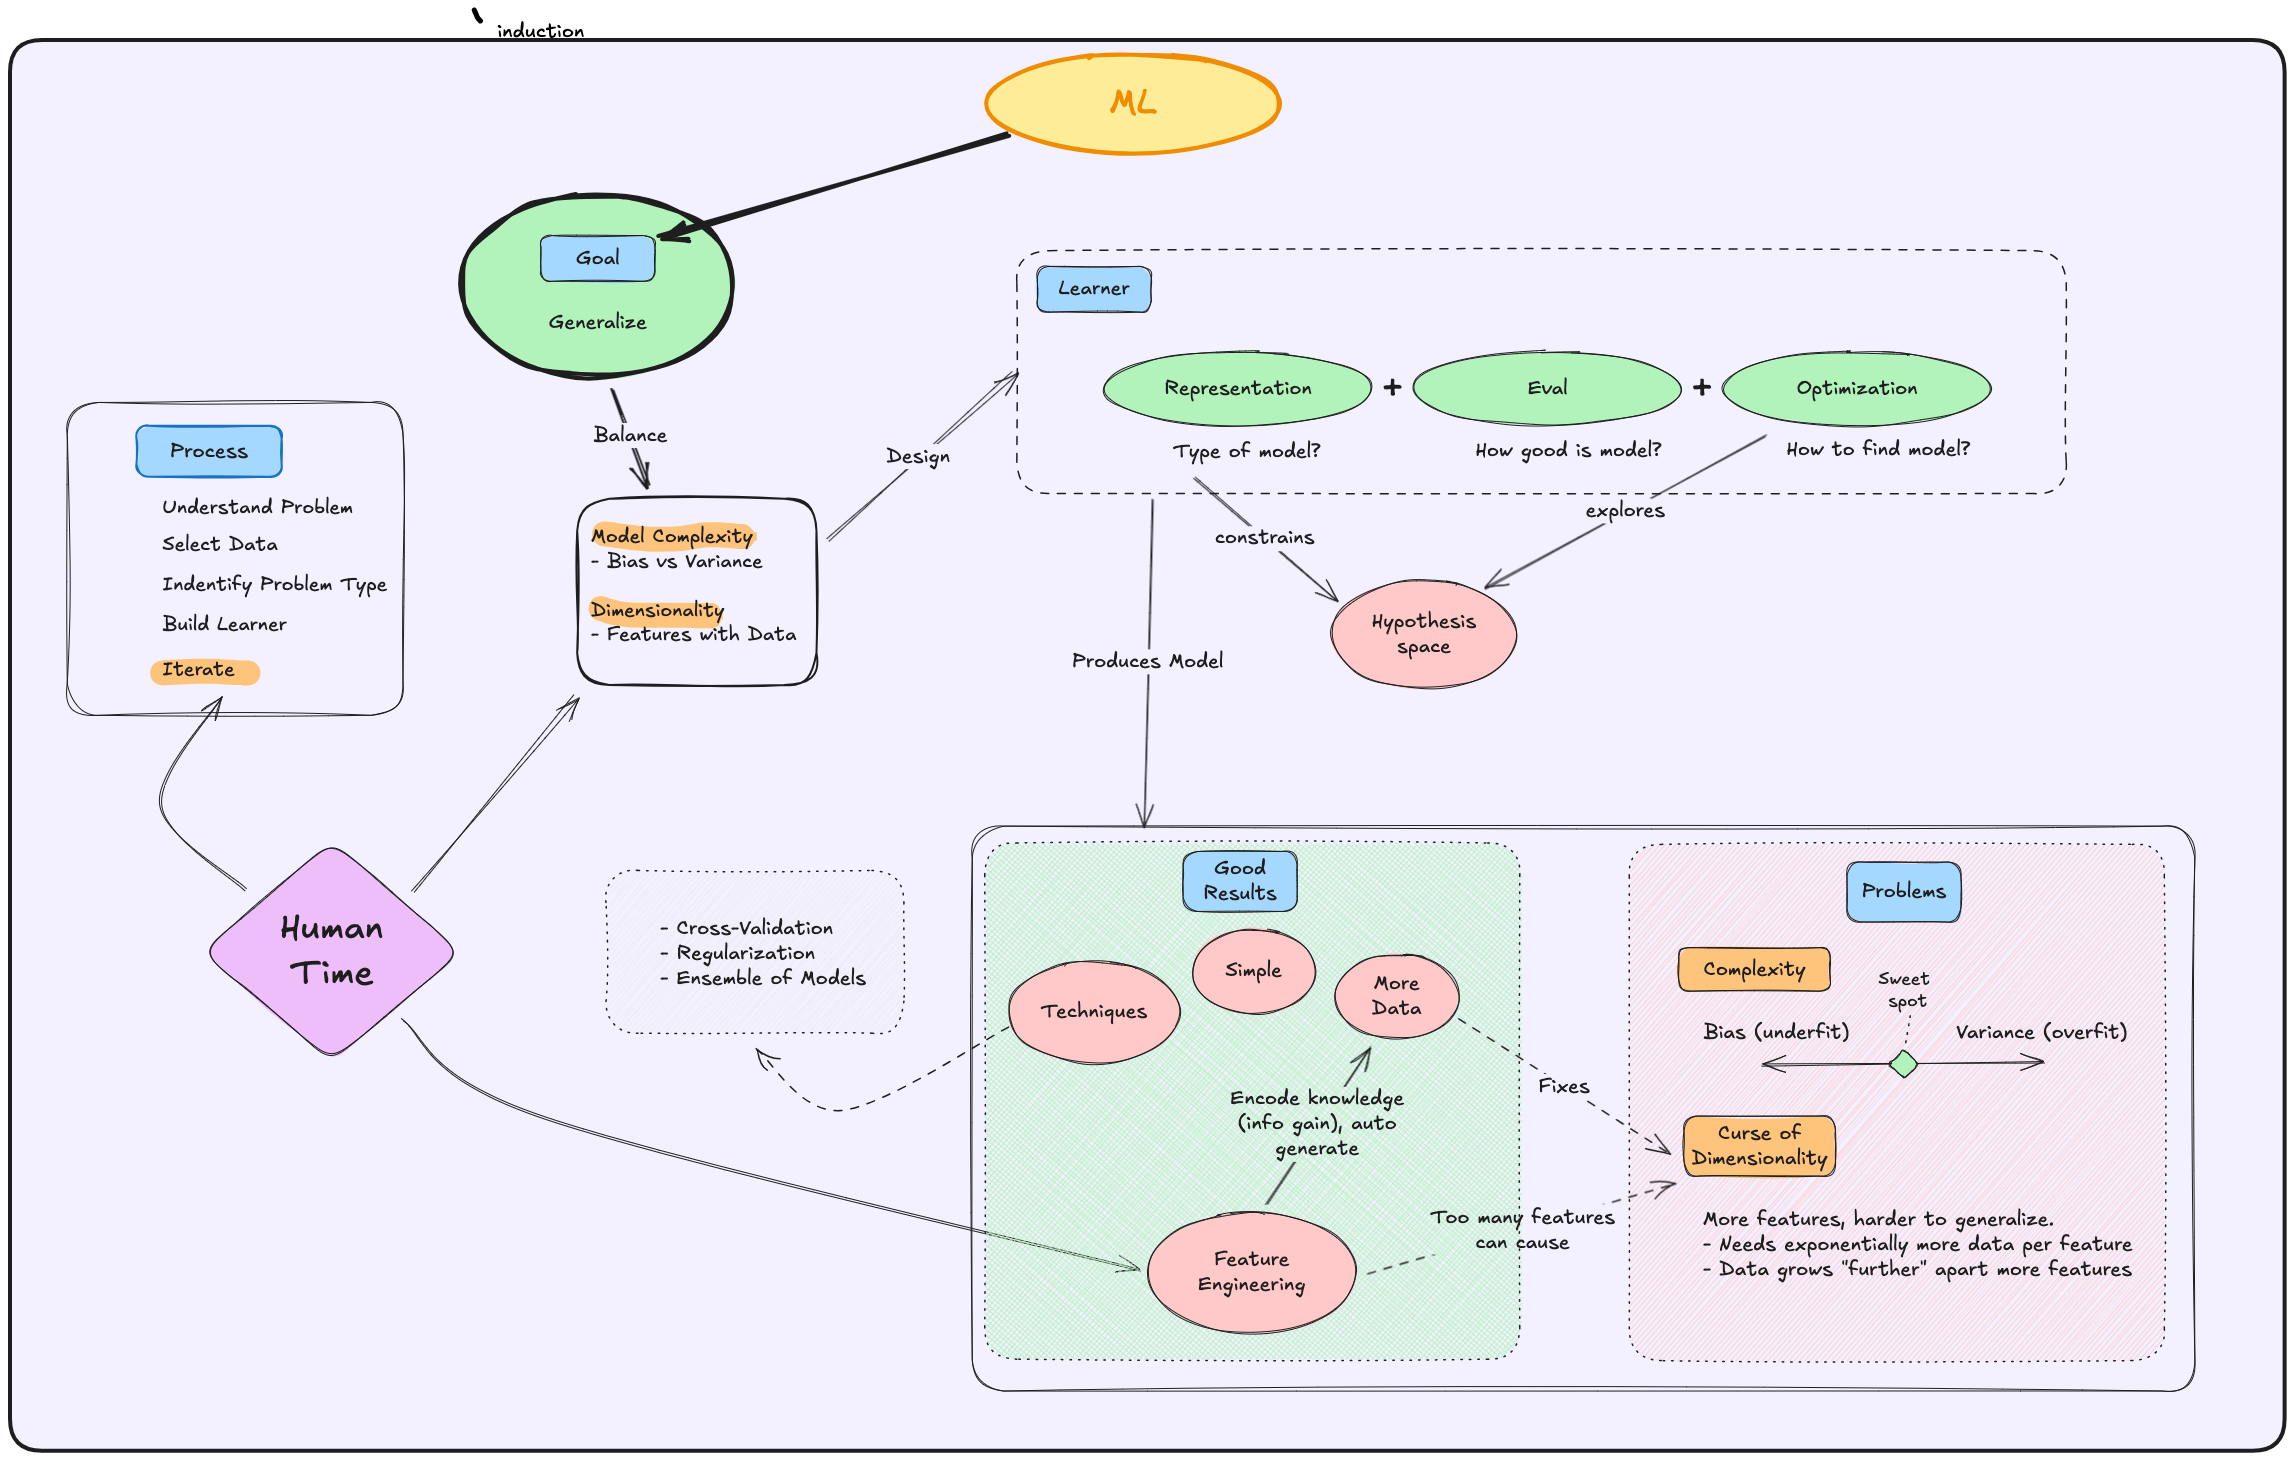 induction
ML
Goal
Generalize
Balance
Process
Understand Problem
Select Data
Indentify Problem Type
Build Learner
Iterate
Model Complexity
- Bias vs Variance
Dimensionality
- Features with Data
Design
Learner
Representation
+
Eval
+
Optimization
Type of model?
How good is model?
How to find model?
constrains
explores
Hypothesis
space
Produces Model
Human
Time
- Cross-Validation
- Regularization
- Ensemble of Models
Good
Results
Techniques
Simple
More
Data
Encode knowledge
(info gain), auto
generate
Feature
Engineering
Fixes
Too many features
can cause
Problems
Complexity
Sweet
spot
Bias (underfit)
Variance (overfit)
Curse of
Dimensionality
More features, harder to generalize.
- Needs exponentially more data per feature
- Data grows "further" apart more features